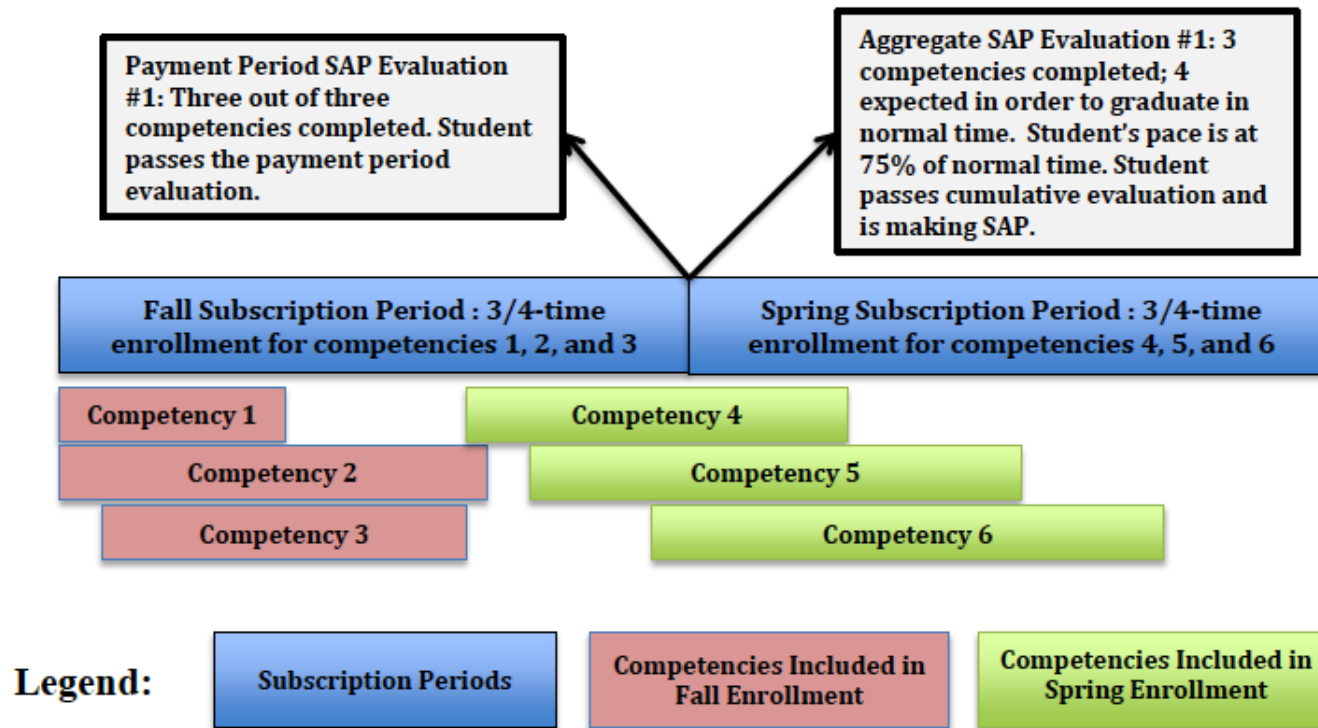 Payment Period SAP Evaluation
#1: Three out of three
competencies completed. Student
passes the payment period
evaluation.
Aggregate SAP Evaluation #1: 3
competencies completed; 4
expected in order to graduate in
normal time.  Student's pace is at
75% of normal time. Student
passes cumulative evaluation and
is making SAP.
Fall Subscription Period : 3/4-time
enrollment for competencies 1, 2, and 3
Spring Subscription Period : 3/4-time
enrollment for competencies 4, 5, and 6
Competency 1
Competency 4
Competency 2
Competency 5
Competency 3
Competency 6
Legend:
Subscription Periods
Competencies Included in
Fall Enrollment
Competencies Included in
Spring Enrollment